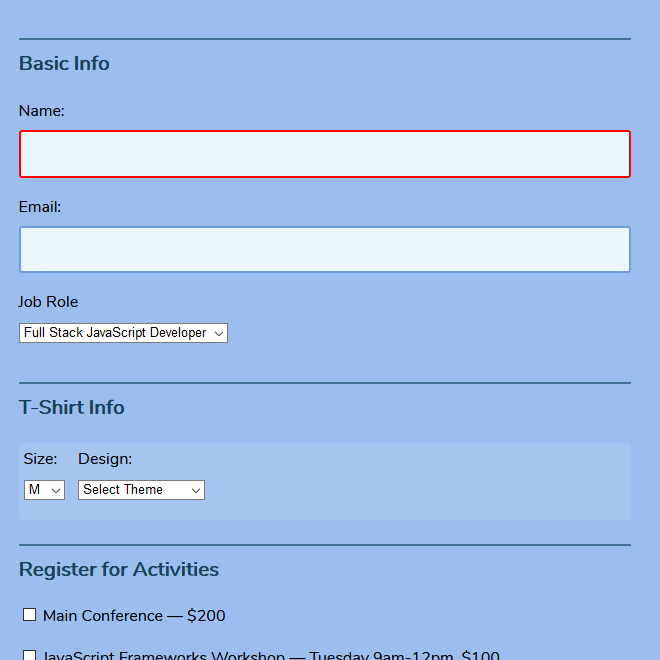 Basic Info
Name:
Email:
Job Role
Full Stack JavaScript Developer
T-Shirt Info
Size: Design:
M Select Theme
Register for Activities
Main Conference — $200
JavaScript Frameworks Workshop — Tuesday 9am-12pm, $100